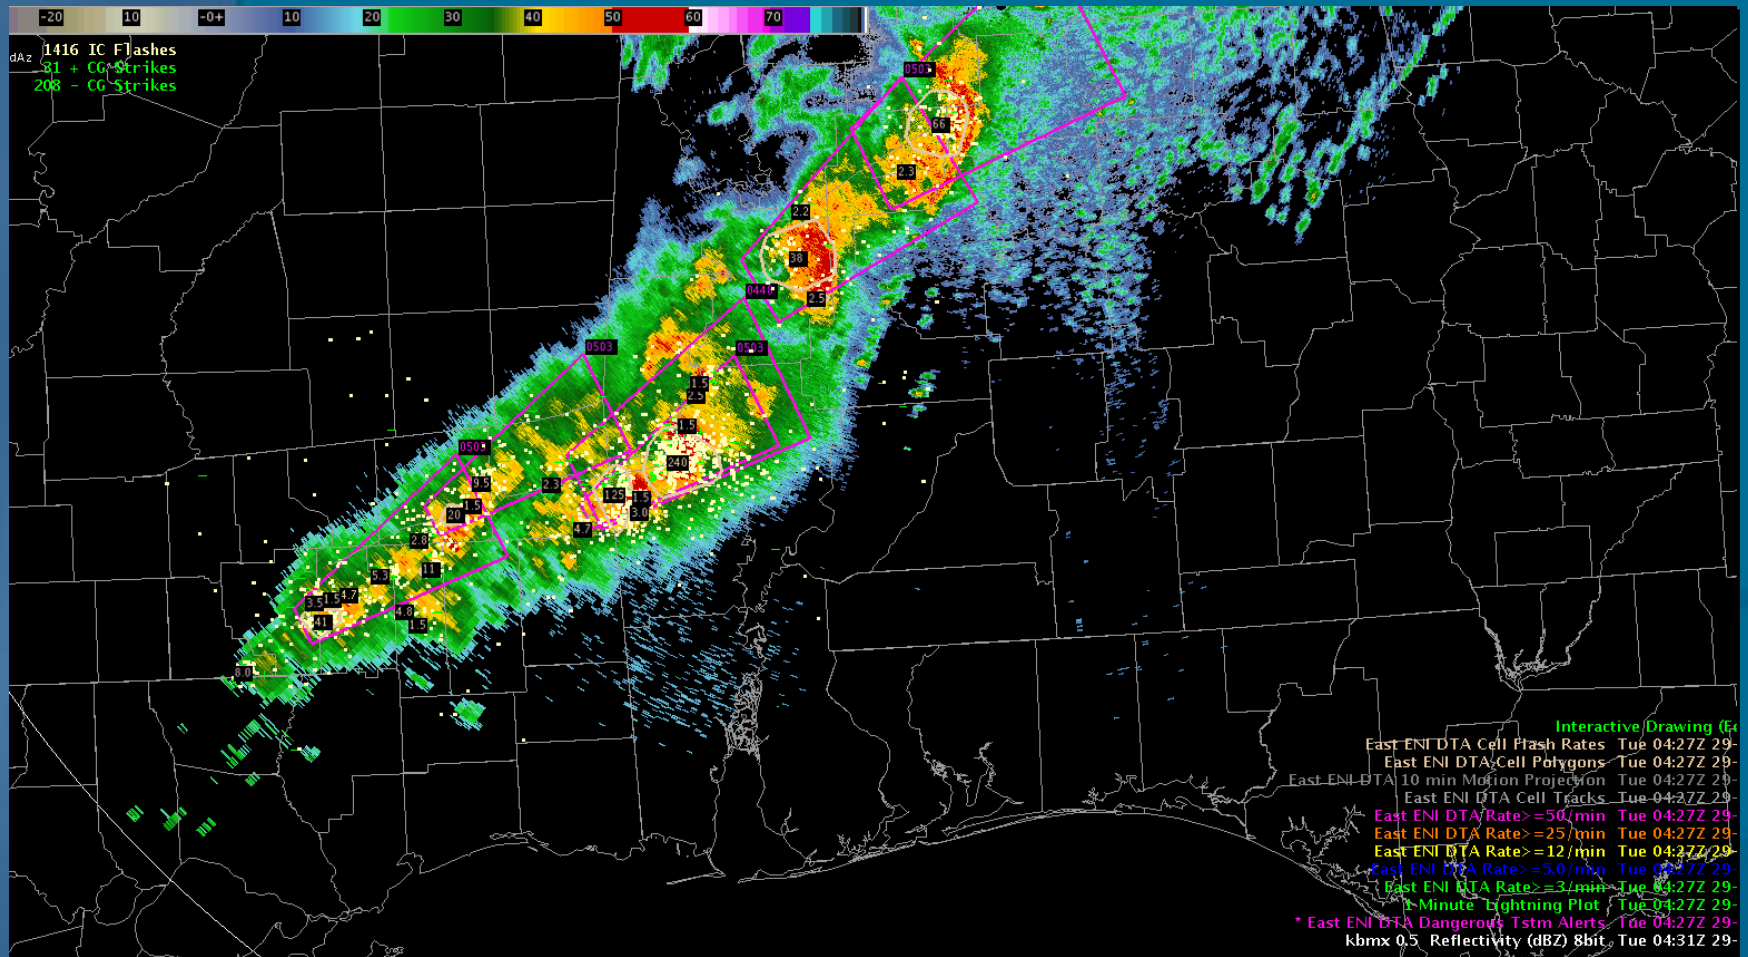 -20 10 -0+ 10 20 30 40 50 60 70
dAz
1416 IC Flashes
31 + CG Strikes
208 - CG Strikes
0503
66
2.3
2.2
38
0440
2.5
0503
0503
1.5
2.5
1.5
0503
240
9.5
2.3
125
1.5
1.5
20
3.0
4.7
2.8
11
5.3
3.5
1.5
4.7
4.8
41
1.5
8.0
Interactive Drawing
East ENI DTA Cell Flash Rates Tue 04:27Z 29-
East ENI DTA Cell Polygons Tue 04:27Z 29-
East ENI DTA 10 min Motion Projection Tue 04:27Z 29-
East ENI DTA Cell Tracks Tue 04:27Z 29-
East ENI DTA Rate>=50/min Tue 04:27Z 29-
East ENI DTA Rate>=25/min Tue 04:27Z 29-
East ENI DTA Rate>=12/min Tue 04:27Z 29-
East ENI DTA Rate>=5.0/min Tue 04:27Z 29-
East ENI DTA Rate>=3/min Tue 04:27Z 29-
1 Minute Lightning Plot Tue 04:27Z 29-
* East ENI DTA Dangerous Tstm Alerts Tue 04:27Z 29-
kbmx 0.5 Reflectivity (dBZ) 8bit Tue 04:31Z 29-